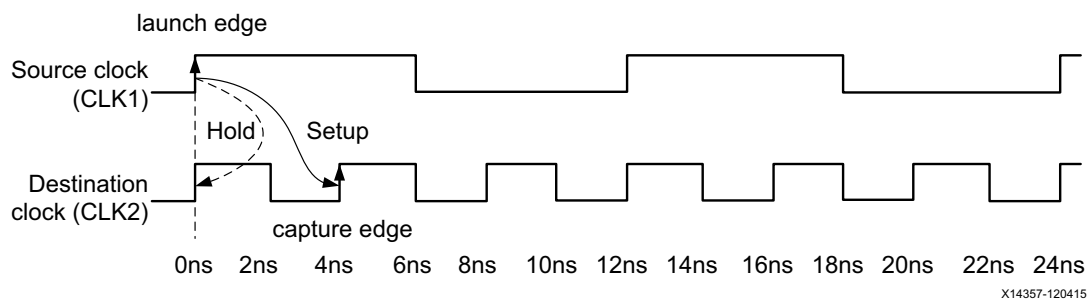 launch edge
Source clock
(CLK1)
Hold
Setup
Destination
clock (CLK2)
capture edge
0ns 2ns 4ns 6ns 8ns 10ns 12ns 14ns 16ns 18ns 20ns 22ns 24ns
X14357-120415